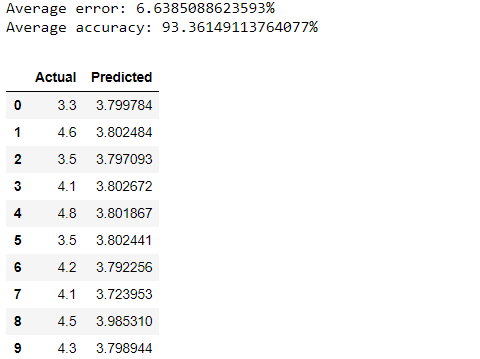 Average error: 6.6385088623593%
Average accuracy: 93.36149113764077%
Actual Predicted
0 3.3 3.799784
1 4.6 3.802484
2 3.5 3.797093
3 4.1 3.802672
4 4.8 3.801867
5 3.5 3.802441
6 4.2 3.792256
7 4.1 3.723953
8 4.5 3.985310
9 4.3 3.798944